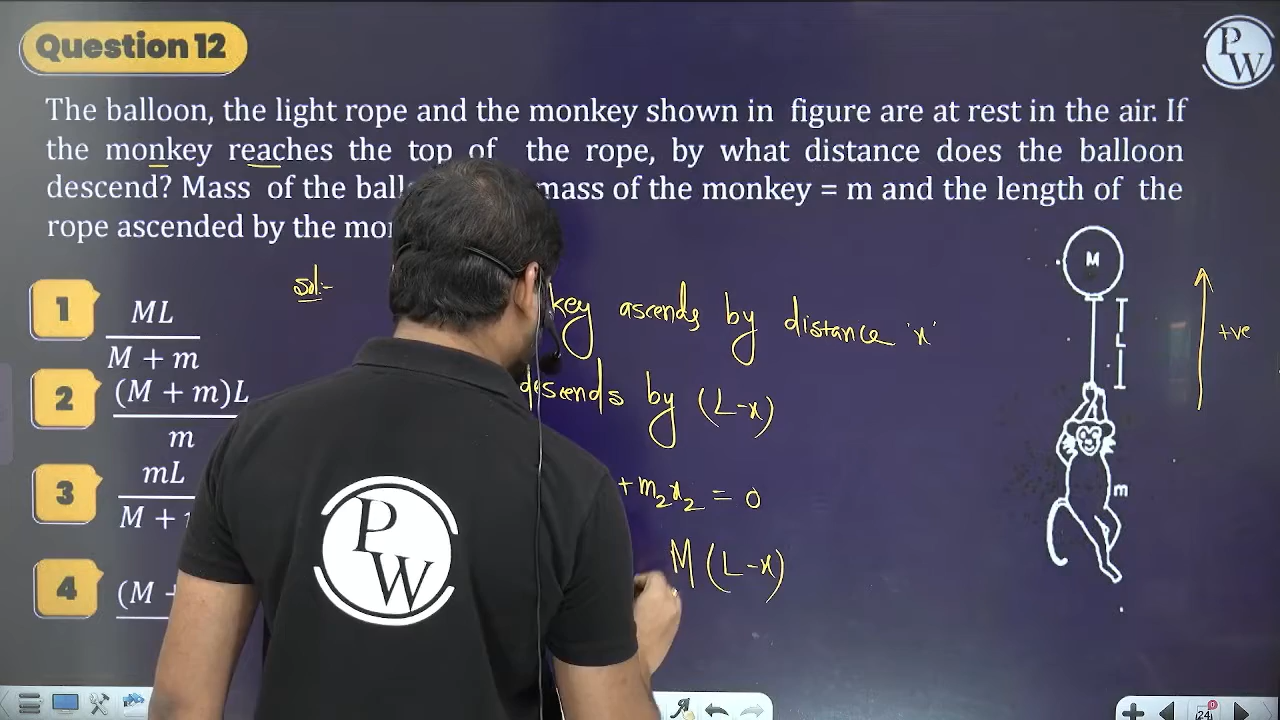 Question 12
PW
The balloon, the light rope and the monkey shown in figure are at rest in the air. If
the monkey reaches the top of the rope, by what distance does the balloon
descend? Mass of the mass of the monkey = m and the length of the
rope ascended by the
sol:-
key ascends by distance 'x'
descends by (L-x)
+m₂x₂ = 0
M(L-x)
1 ML / M + m
2 (M + m)L / m
3 mL / M +
4 (M
M
L
m
+ve
PW
24